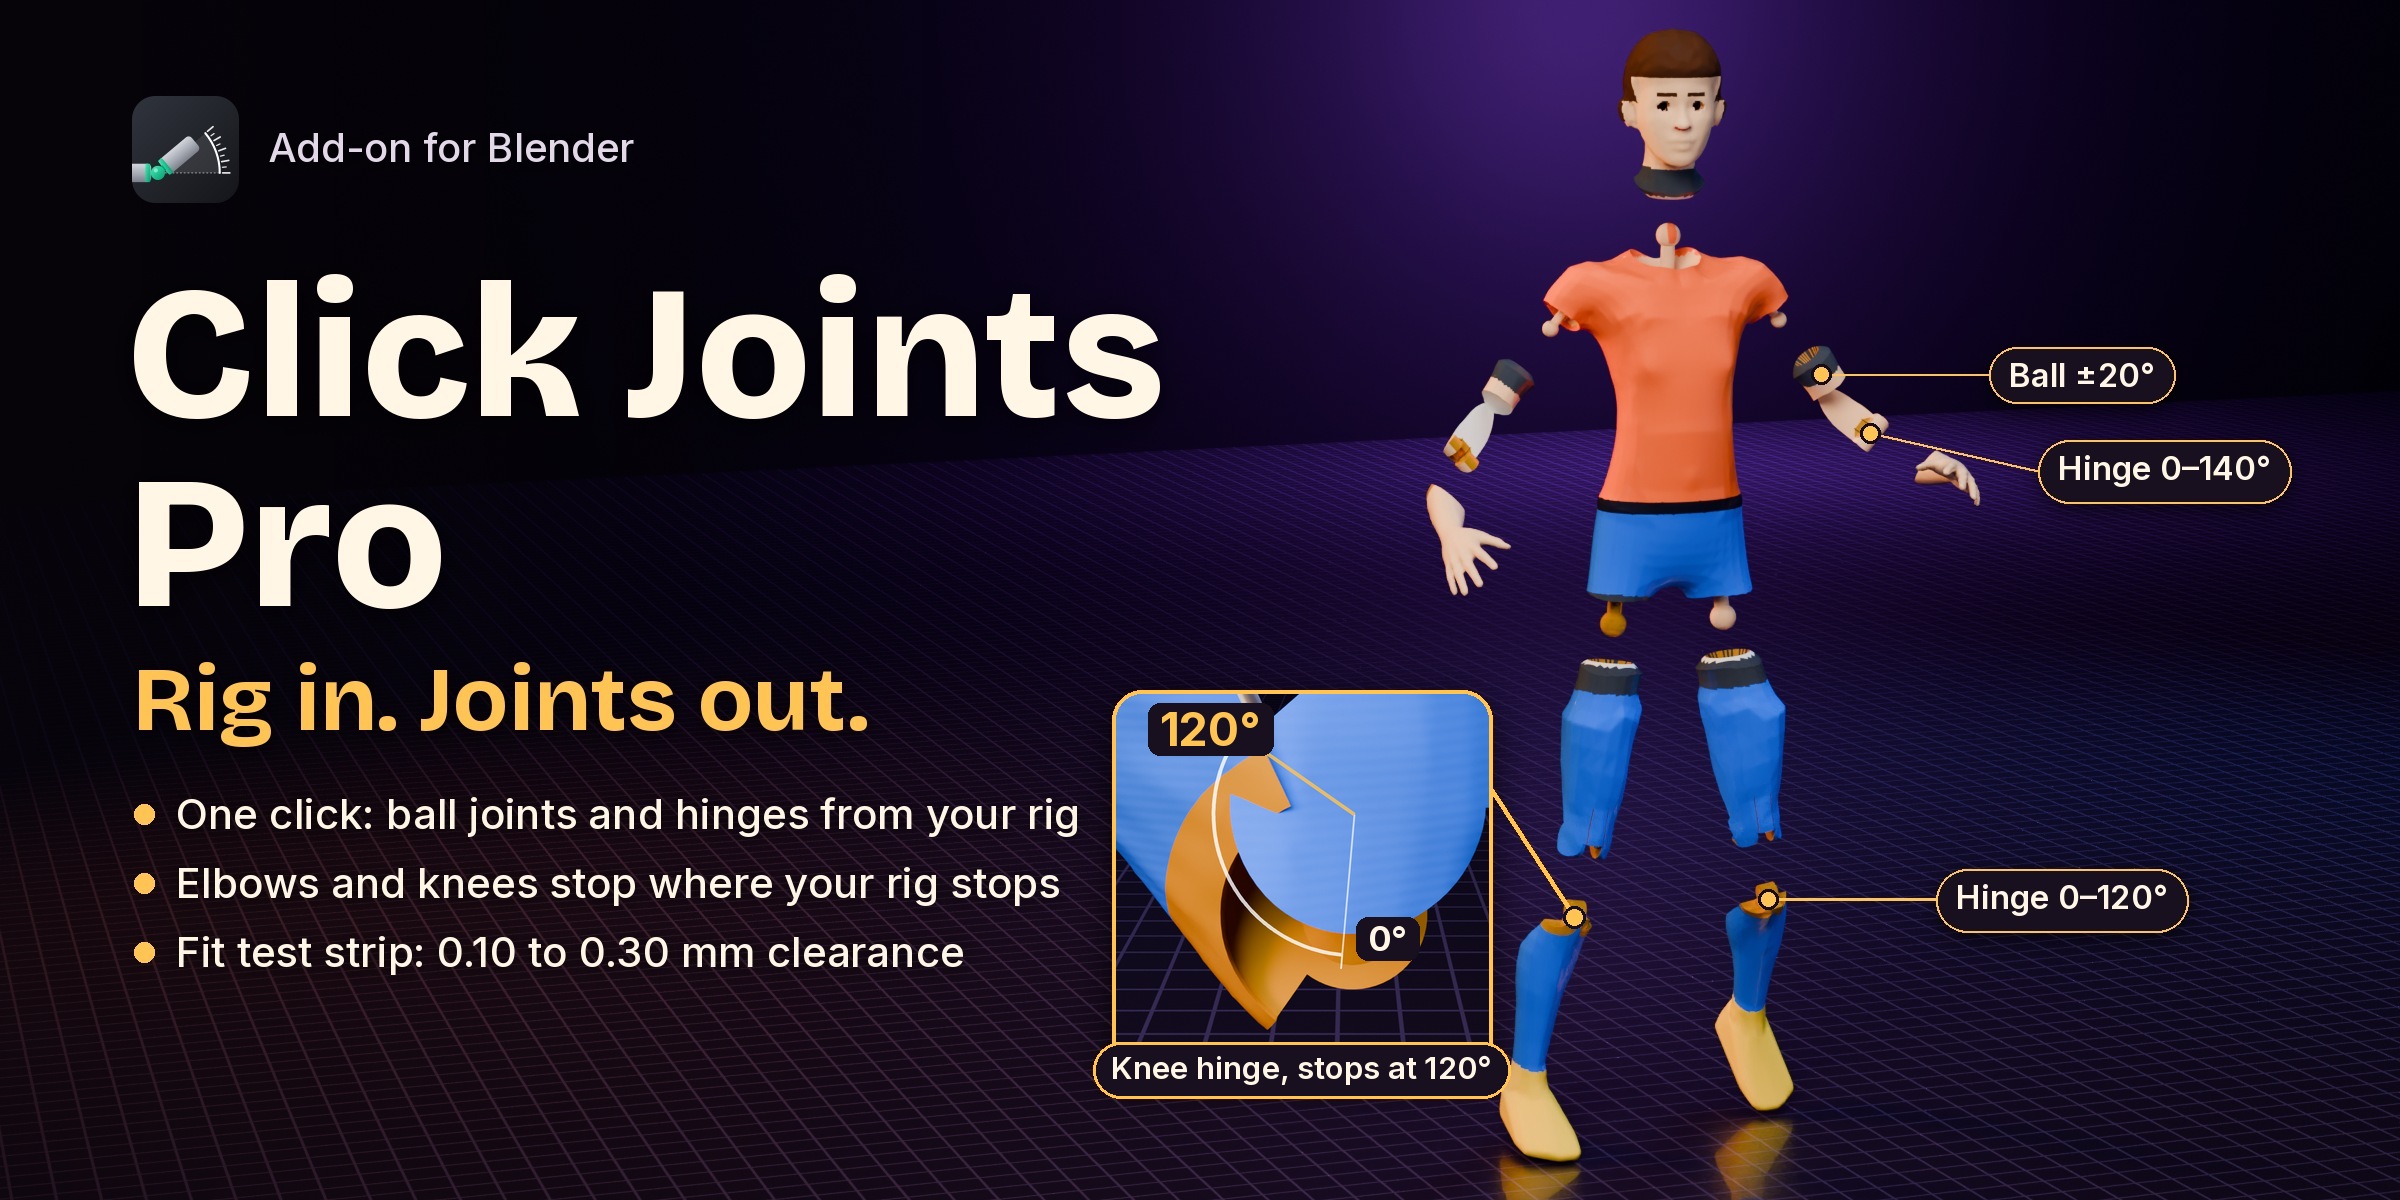 Add-on for Blender
Click Joints
Pro
Rig in. Joints out.
One click: ball joints and hinges from your rig
Elbows and knees stop where your rig stops
Fit test strip: 0.10 to 0.30 mm clearance
Ball ±20°
Hinge 0–140°
120°
0°
Knee hinge, stops at 120°
Hinge 0–120°